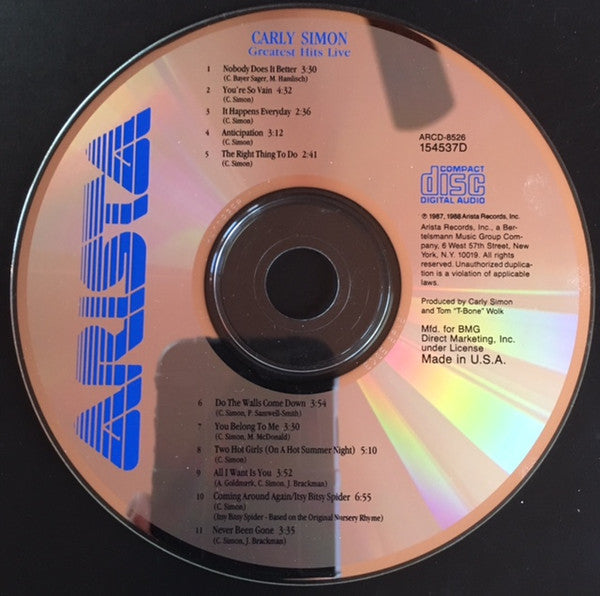 CARLY SIMON
Greatest Hits Live
1 Nobody Does It Better 3:30
(C. Bayer Sager, M. Hamlisch)
2 You're So Vain 4:32
(C. Simon)
3 It Happens Everyday 2:36
(C. Simon)
4 Anticipation 3:12
(C. Simon)
5 The Right Thing To Do 2:41
(C. Simon)
ARISTA
ARCD-8526
154537D
COMPACT
disc
DIGITAL AUDIO
℗ 1987, 1988 Arista Records, Inc.
Arista Records, Inc., a Ber-
telsmann Music Group Com-
pany, 6 West 57th Street, New
York, N.Y. 10019. All rights
reserved. Unauthorized duplica-
tion is a violation of applicable
laws.
Produced by Carly Simon
and Tom "T-Bone" Wolk
Mfd. for BMG
Direct Marketing, Inc.
under License
Made in U.S.A.
6 Do The Walls Come Down 3:54
(C. Simon, P. Samwell-Smith)
7 You Belong To Me 3:30
(C. Simon, M. McDonald)
8 Two Hot Girls (On A Hot Summer Night) 5:10
(C. Simon)
9 All I Want Is You 3:52
(A. Goldmark, C. Simon, J. Brackman)
10 Coming Around Again/Itsy Bitsy Spider 6:55
(C. Simon)
(Itsy Bitsy Spider - Based on the Original Nursery Rhyme)
11 Never Been Gone 3:35
(C. Simon, J. Brackman)